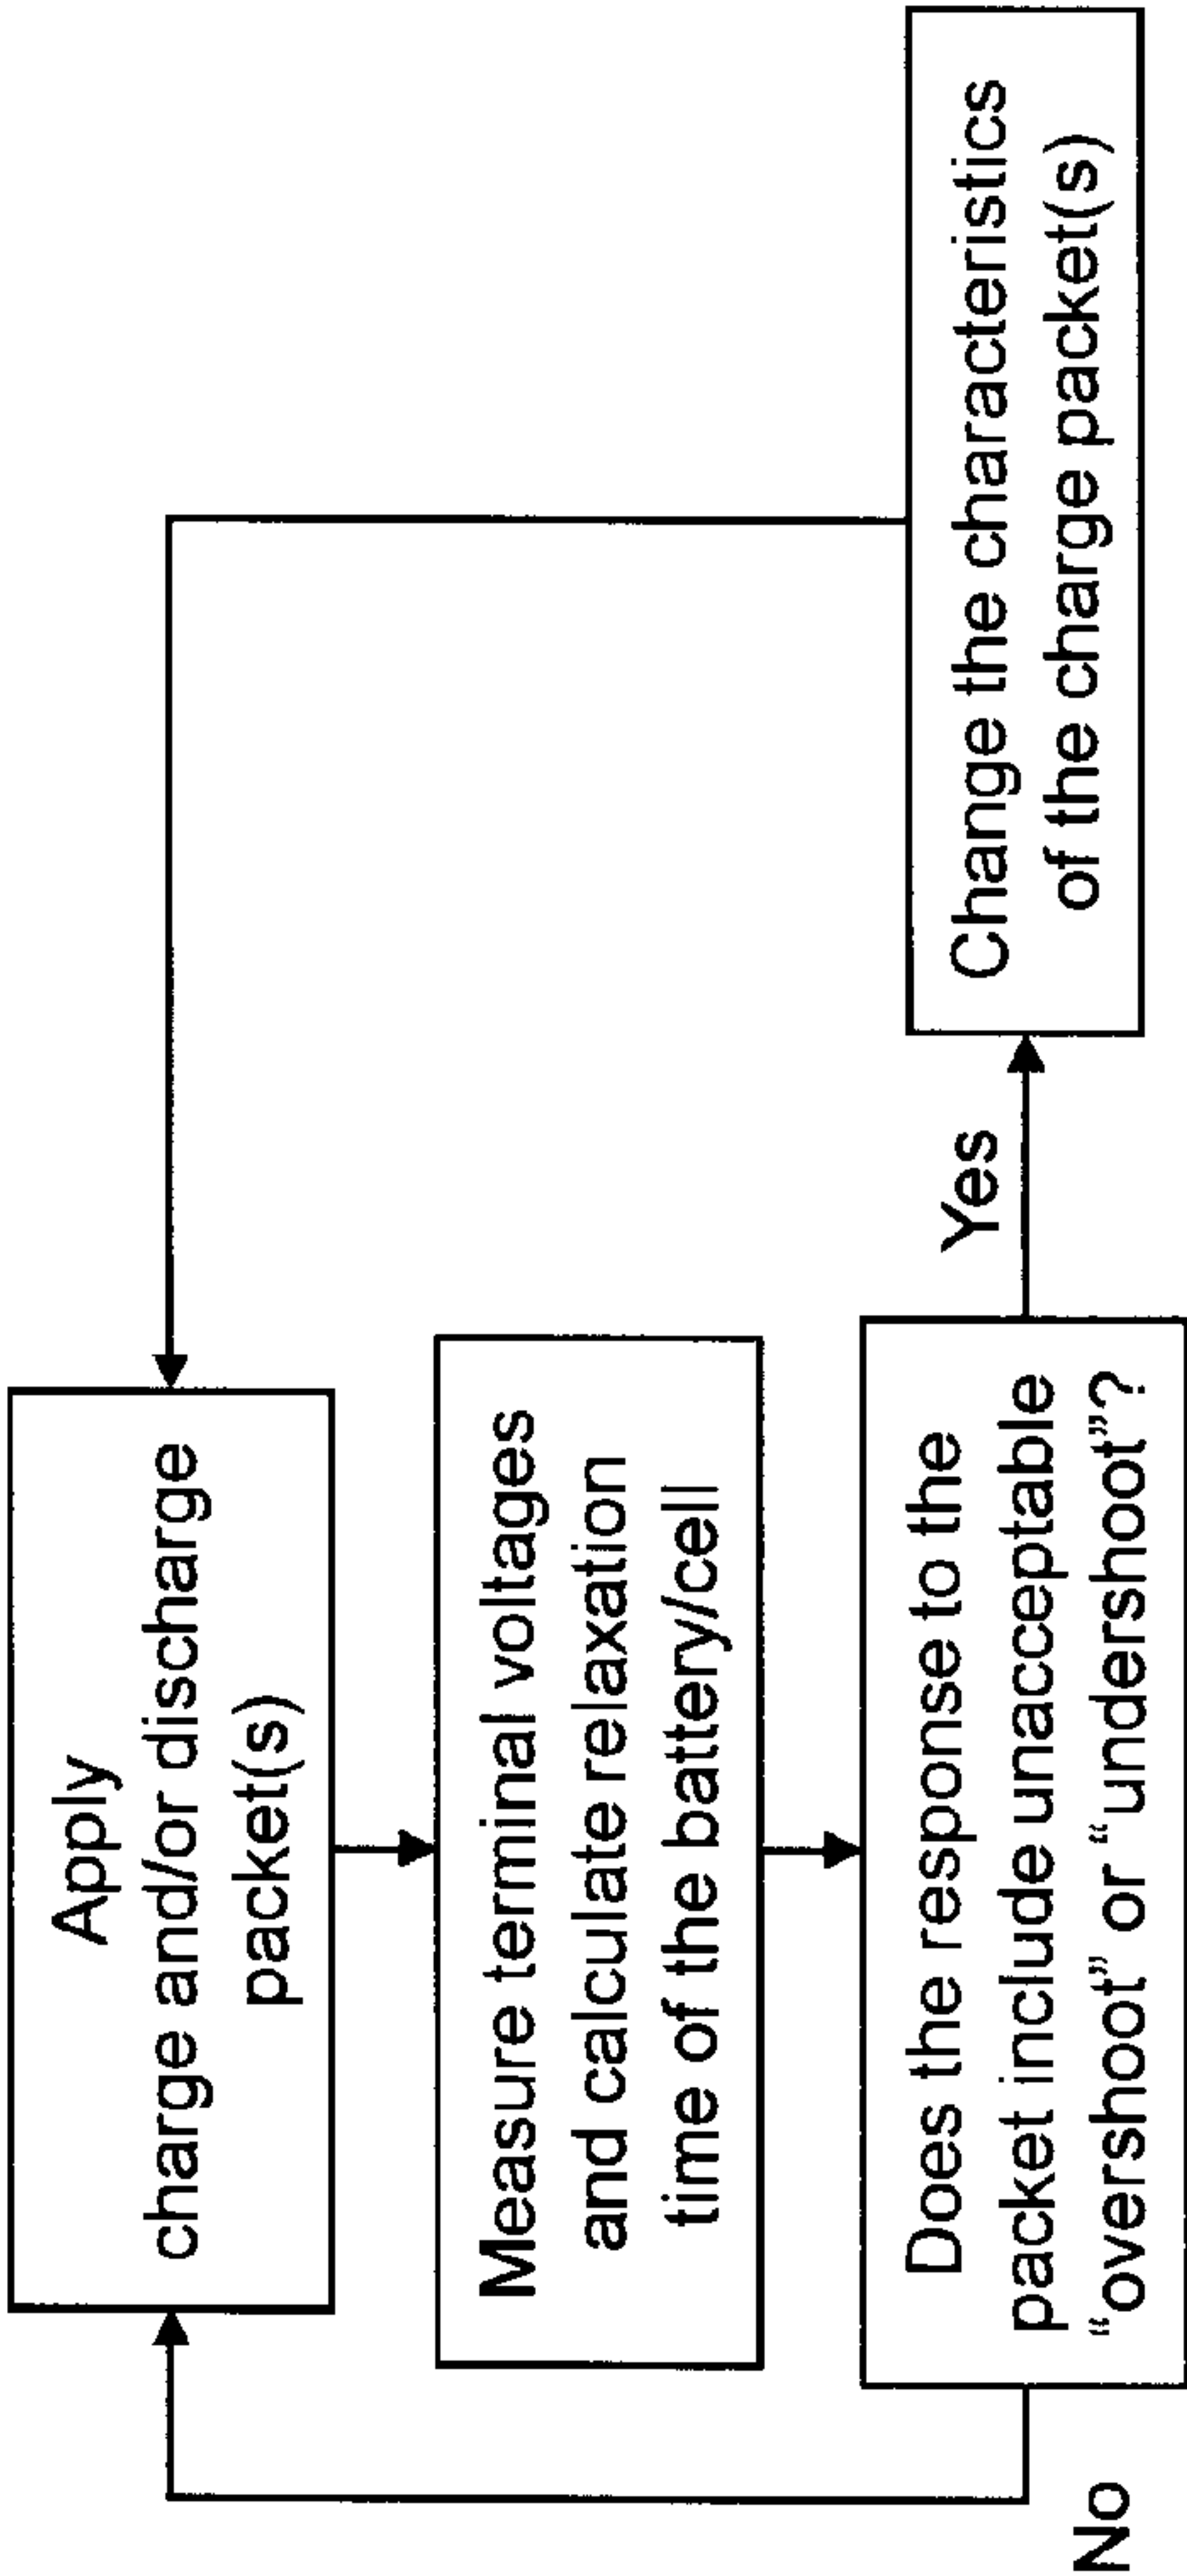 Apply
charge and/or discharge
packet(s)
Measure terminal voltages
and calculate relaxation
time of the battery/cell
Does the response to the
packet include unacceptable
“overshoot” or “undershoot”?
No
Yes
Change the characteristics
of the charge packet(s)